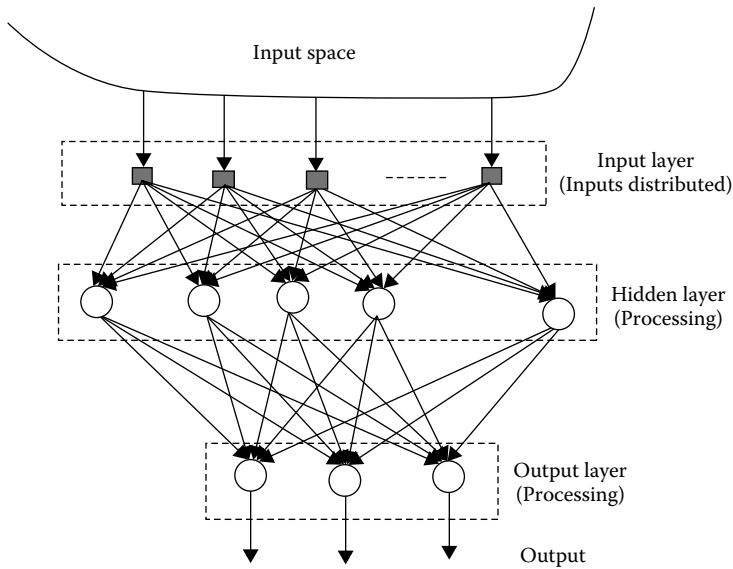 Input space
Input layer
(Inputs distributed)
Hidden layer
(Processing)
Output layer
(Processing)
Output